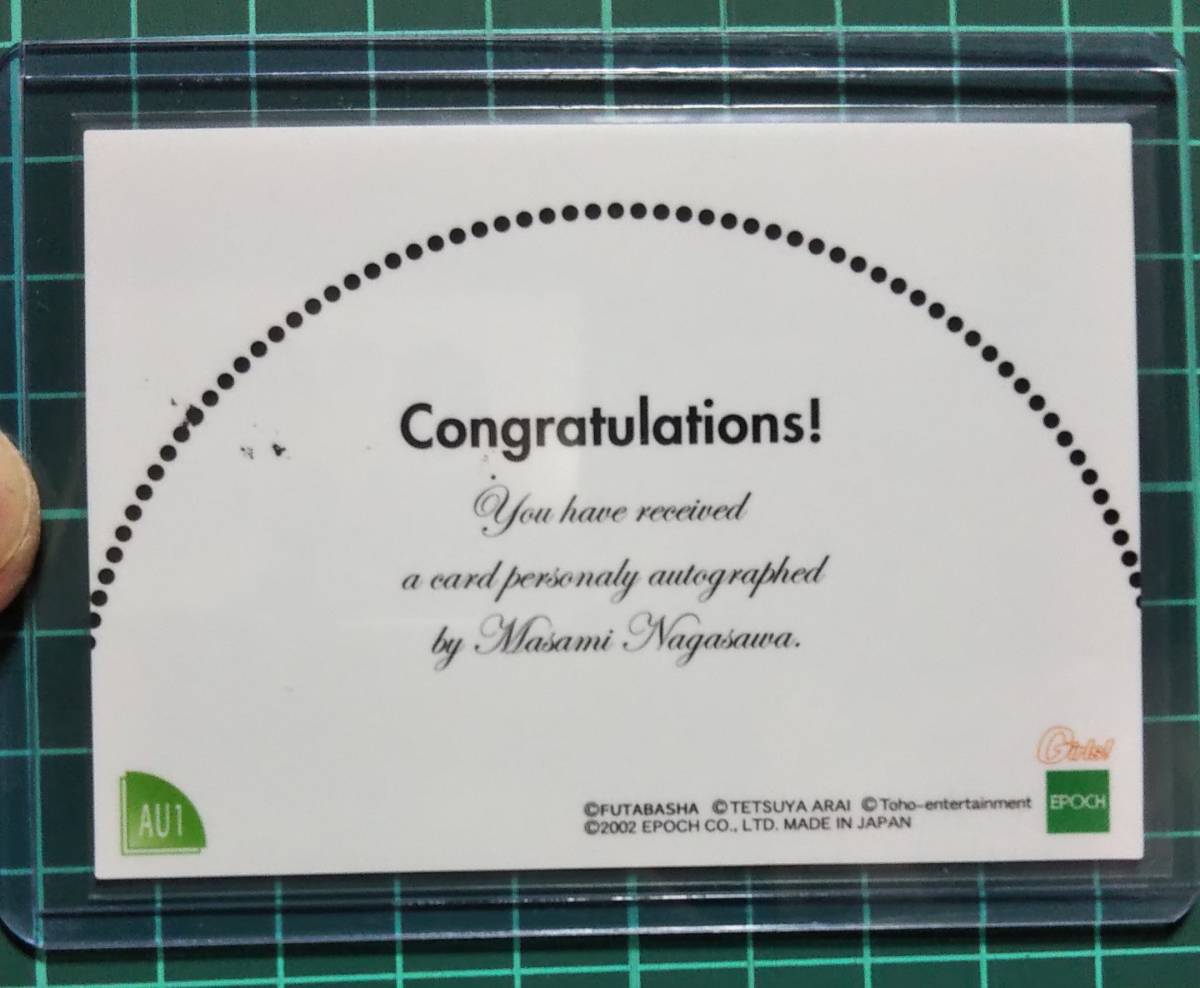 Congratulations!
You have received
a card personaly autographed
by Masami Nagasawa.
Girls!
AU1
©FUTABASHA ©TETSUYA ARAI ©Toho-entertainment
©2002 EPOCH CO., LTD. MADE IN JAPAN
EPOCH